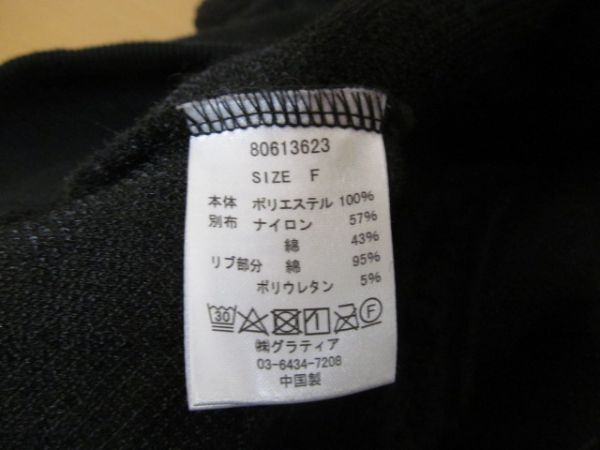 80613623
SIZE F
本体 ポリエステル 100%
別布 ナイロン 57%
綿 43%
リブ部分 綿 95%
ポリウレタン 5%
30 F
㈱グラティア
03-6434-7208
中国製